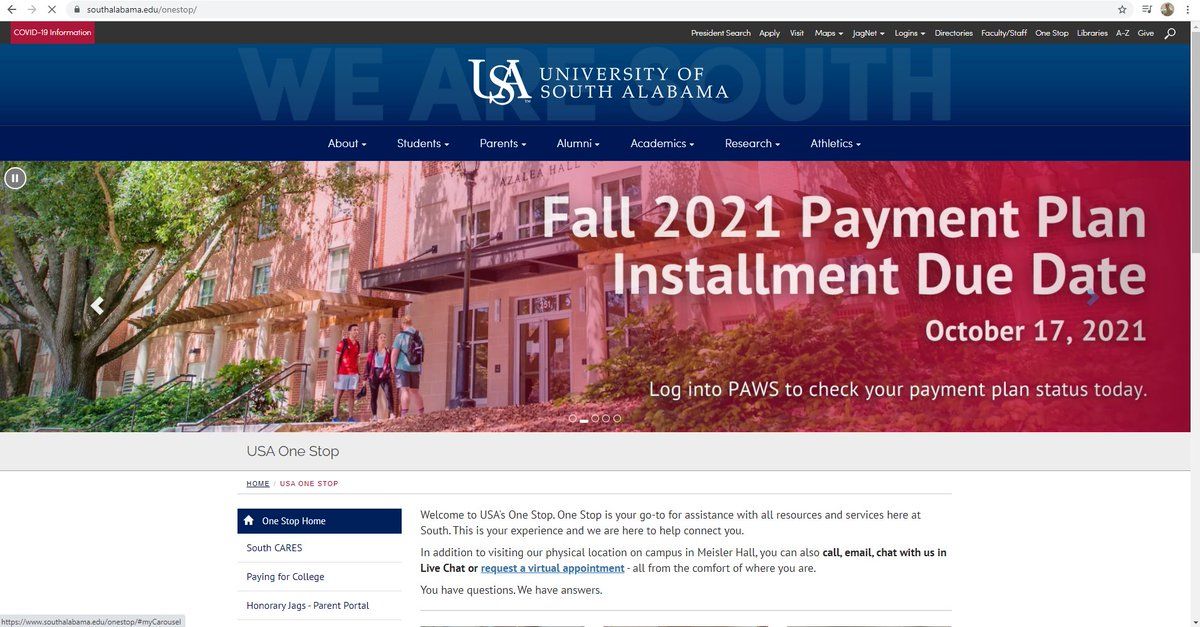 southalabama.edu/onestop/
COVID-19 Information
President Search Apply Visit Maps JagNet Logins Directories Faculty/Staff One Stop Libraries A-Z Give
WE ARE SOUTH
USA UNIVERSITY OF
SOUTH ALABAMA
About Students Parents Alumni Academics Research Athletics
AZALEA HALL
Fall 2021 Payment Plan
Installment Due Date
October 17, 2021
Log into PAWS to check your payment plan status today.
USA One Stop
HOME / USA ONE STOP
One Stop Home
South CARES
Paying for College
Honorary Jags - Parent Portal
Welcome to USA's One Stop. One Stop is your go-to for assistance with all resources and services here at
South. This is your experience and we are here to help connect you.
In addition to visiting our physical location on campus in Meisler Hall, you can also call, email, chat with us in
Live Chat or request a virtual appointment - all from the comfort of where you are.
You have questions. We have answers.
https://www.southalabama.edu/onestop/#myCarousel